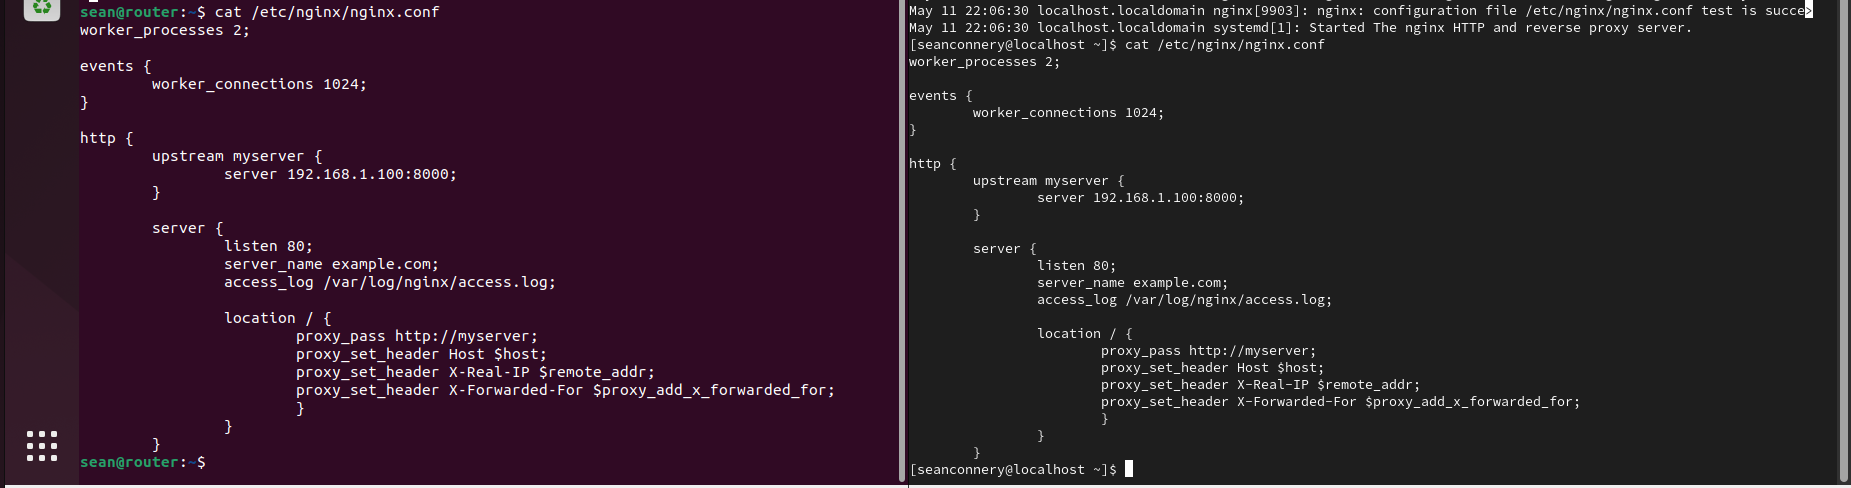 sean@router:~$ cat /etc/nginx/nginx.conf
worker_processes 2;
events {
worker_connections 1024;
}
http {
upstream myserver {
server 192.168.1.100:8000;
}
server {
listen 80;
server_name example.com;
access_log /var/log/nginx/access.log;
location / {
proxy_pass http://myserver;
proxy_set_header Host $host;
proxy_set_header X-Real-IP $remote_addr;
proxy_set_header X-Forwarded-For $proxy_add_x_forwarded_for;
}
}
}
sean@router:~$
May 11 22:06:30 localhost.localdomain nginx[9903]: nginx: configuration file /etc/nginx/nginx.conf test is succe>
May 11 22:06:30 localhost.localdomain systemd[1]: Started The nginx HTTP and reverse proxy server.
[seanconnery@localhost ~]$ cat /etc/nginx/nginx.conf
worker_processes 2;
events {
worker_connections 1024;
}
http {
upstream myserver {
server 192.168.1.100:8000;
}
server {
listen 80;
server_name example.com;
access_log /var/log/nginx/access.log;
location / {
proxy_pass http://myserver;
proxy_set_header Host $host;
proxy_set_header X-Real-IP $remote_addr;
proxy_set_header X-Forwarded-For $proxy_add_x_forwarded_for;
}
}
}
[seanconnery@localhost ~]$